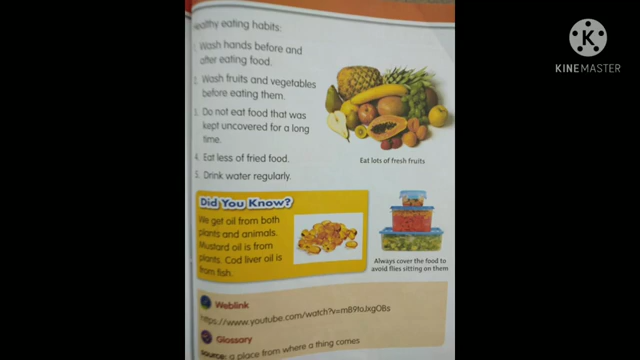 Healthy eating habits:
1. Wash hands before and
after eating food.
2. Wash fruits and vegetables
before eating them.
3. Do not eat food that was
kept uncovered for a long
time.
4. Eat less of fried food.
5. Drink water regularly.
Eat lots of fresh fruits
Did You Know?
We get oil from both
plants and animals.
Mustard oil is from
plants. Cod liver oil is
from fish.
Always cover the food to
avoid flies sitting on them
Weblink
https://www.youtube.com/watch?v=mB9toJxgOBs
Glossary
source: a place from where a thing comes
K
KINEMASTER